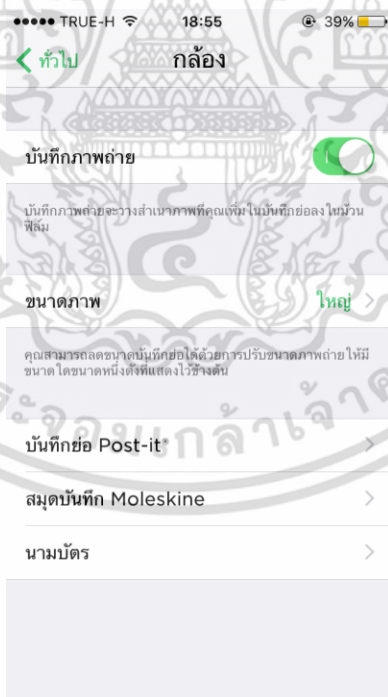 TRUE-H 18:55 39%
ทั่วไป กล้อง
บันทึกภาพถ่าย
บันทึกภาพถ่ายจะวางสำเนาภาพที่คุณเพิ่มในบันทึกย่อลงในม้วน
ฟิล์ม
ขนาดภาพ ใหญ่
คุณสามารถลดขนาดบันทึกย่อได้ด้วยการปรับขนาดภาพถ่ายให้มี
ขนาดใดขนาดหนึ่งดังที่แสดงไว้ข้างต้น
บันทึกย่อ Post-it®
สมุดบันทึก Moleskine
นามบัตร